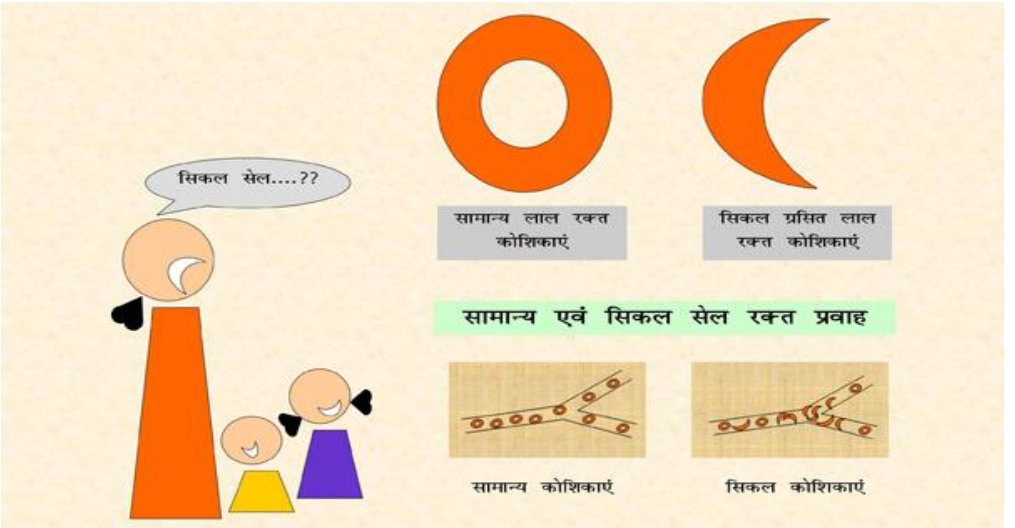 सिकल सेल....??
सामान्य लाल रक्त
कोशिकाएं
सिकल ग्रसित लाल
रक्त कोशिकाएं
सामान्य एवं सिकल सेल रक्त प्रवाह
सामान्य कोशिकाएं
सिकल कोशिकाएं